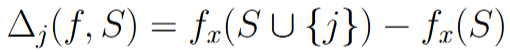 Δ_j(f, S) = f_x(S ∪ {j}) − f_x(S)